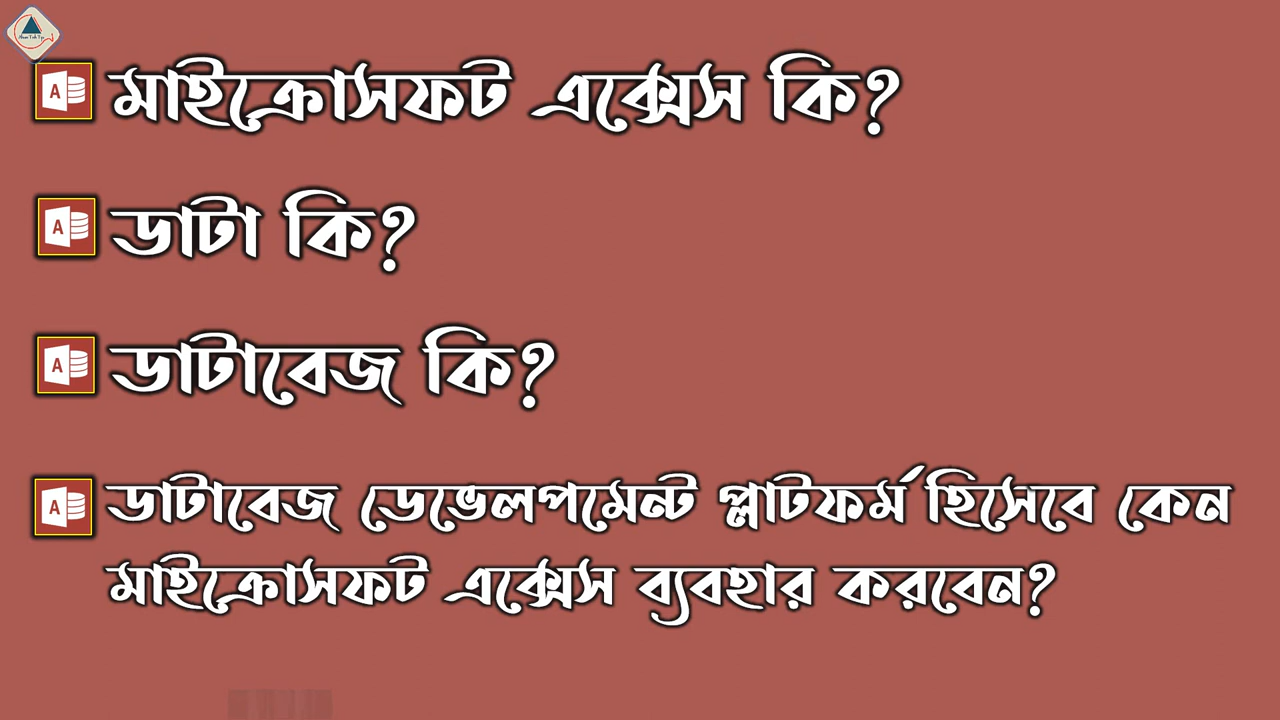 মাইক্রোসফট এক্সেস কি?
ডাটা কি?
ডাটাবেজ কি?
ডাটাবেজ ডেভেলপমেন্ট প্লাটফর্ম হিসেবে কেন
মাইক্রোসফট এক্সেস ব্যবহার করবেন?